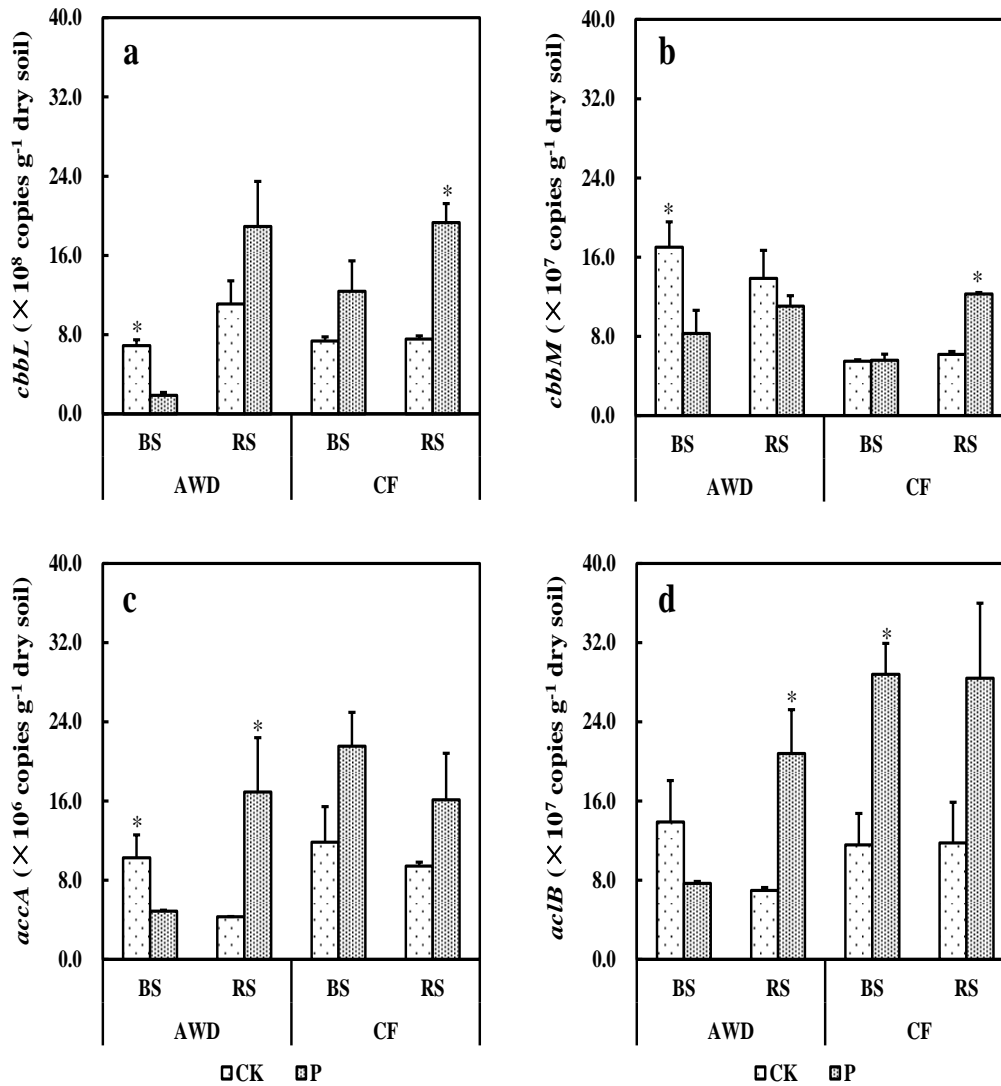 a
cbbL (×10⁸ copies g⁻¹ dry soil)
40.0
32.0
24.0
16.0
8.0
0.0
* *
BS RS BS RS
AWD CF
b
cbbM (×10⁷ copies g⁻¹ dry soil)
40.0
32.0
24.0
16.0
8.0
0.0
* *
BS RS BS RS
AWD CF
c
accA (×10⁶ copies g⁻¹ dry soil)
40.0
32.0
24.0
16.0
8.0
0.0
* *
BS RS BS RS
AWD CF
CK P
d
aclB (×10⁷ copies g⁻¹ dry soil)
40.0
32.0
24.0
16.0
8.0
0.0
* *
BS RS BS RS
AWD CF
CK P